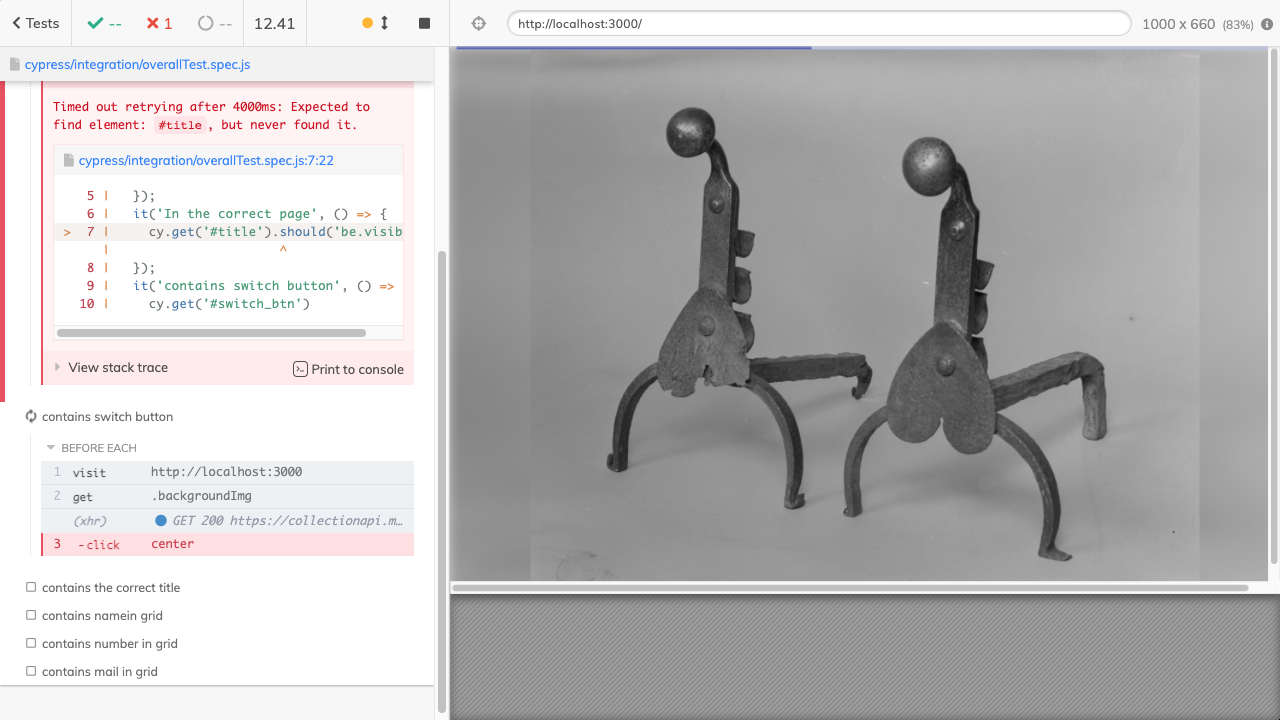 Tests
--
1
--
12.41
http://localhost:3000/
1000 x 660 (83%)
cypress/integration/overallTest.spec.js
Timed out retrying after 4000ms: Expected to
find element: #title, but never found it.
cypress/integration/overallTest.spec.js:7:22
5 | });
6 | it('In the correct page', () => {
> 7 | cy.get('#title').should('be.visib
| ^
8 | });
9 | it('contains switch button', () =>
10 | cy.get('#switch_btn')
View stack trace
Print to console
contains switch button
BEFORE EACH
1 visit http://localhost:3000
2 get .backgroundImg
(xhr) GET 200 https://collectionapi.m…
3 -click center
contains the correct title
contains namein grid
contains number in grid
contains mail in grid